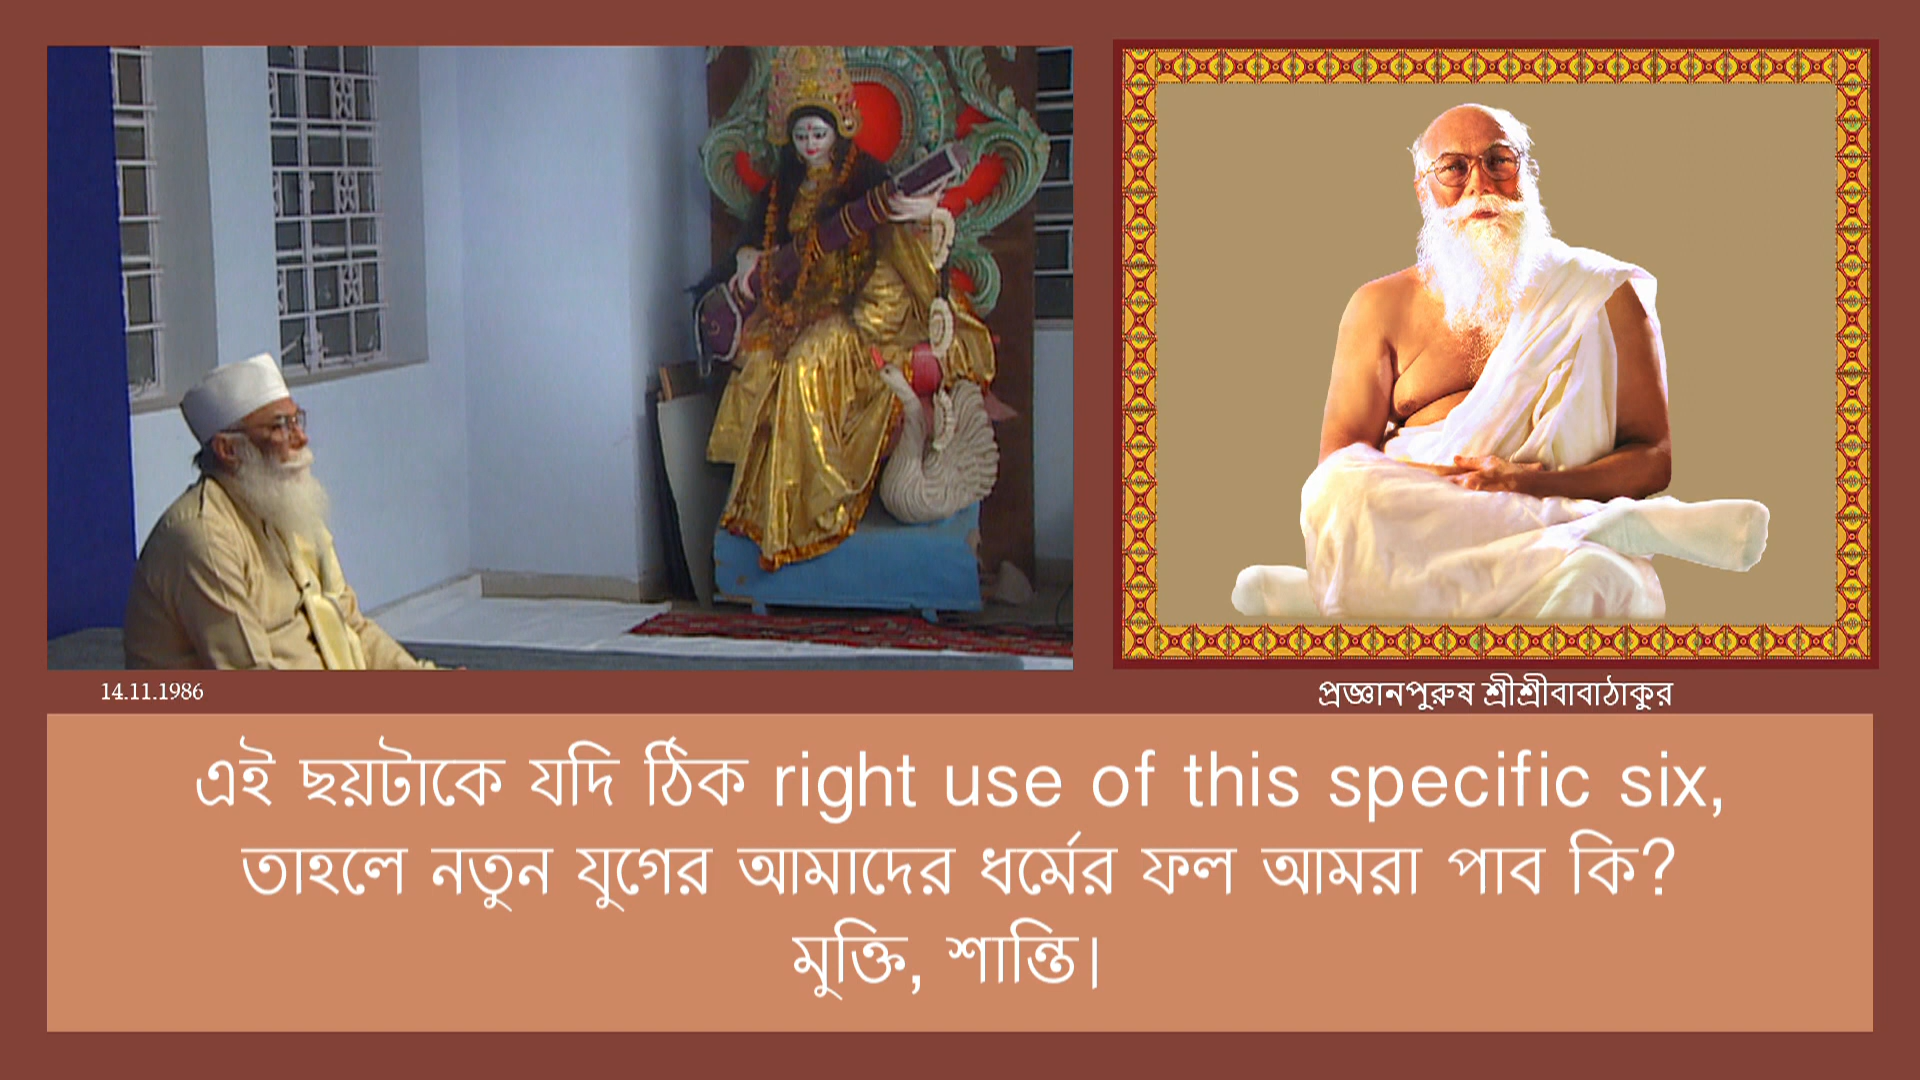 14.11.1986
প্রজ্ঞানপুরুষ শ্রীশ্রীবাবাঠাকুর
এই ছয়টাকে যদি ঠিক right use of this specific six,
তাহলে নতুন যুগের আমাদের ধর্মের ফল আমরা পাব কি?
মুক্তি, শান্তি।